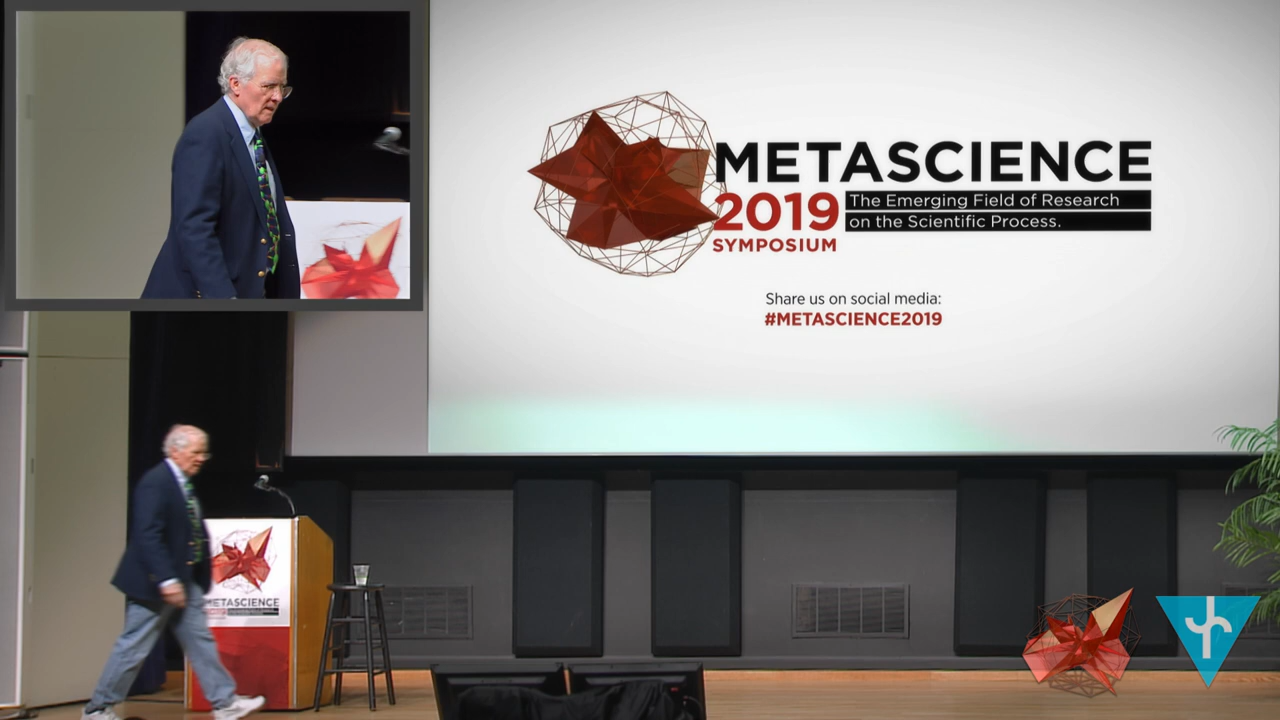 METASCIENCE
2019
The Emerging Field of Research
on the Scientific Process.
SYMPOSIUM
Share us on social media:
#METASCIENCE2019
METASCIENCE